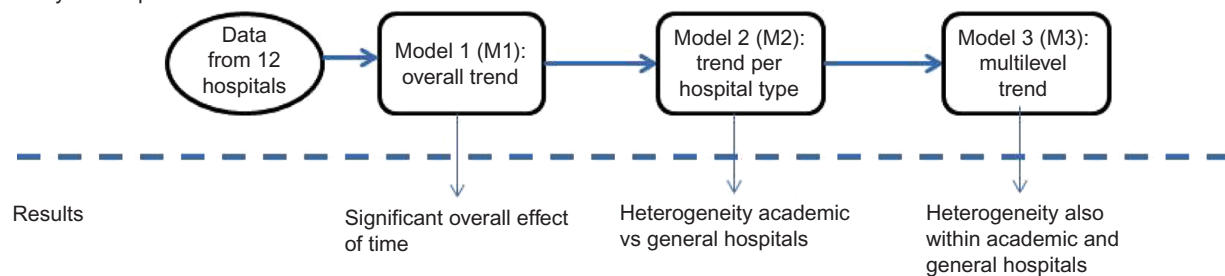 Data
from 12
hospitals
Model 1 (M1):
overall trend
Model 2 (M2):
trend per
hospital type
Model 3 (M3):
multilevel
trend
Results
Significant overall effect
of time
Heterogeneity academic
vs general hospitals
Heterogeneity also
within academic and
general hospitals